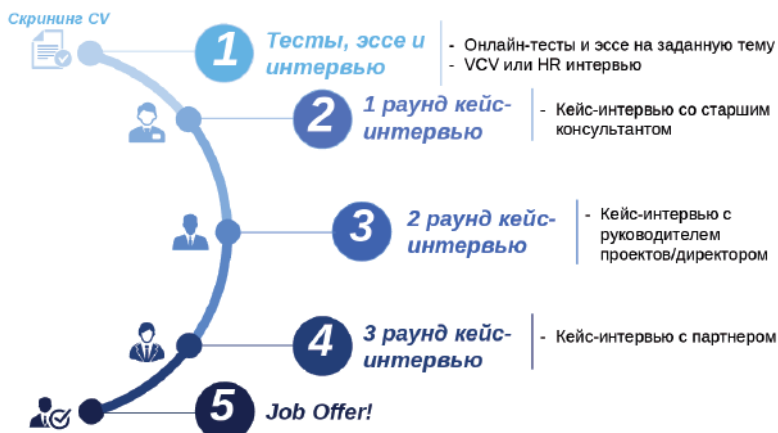 Скрининг CV
1
Тесты, эссе и
интервью
- Онлайн-тесты и эссе на заданную тему
- VCV или HR интервью
2
1 раунд кейс-
интервью
- Кейс-интервью со старшим
консультантом
3
2 раунд кейс-
интервью
- Кейс-интервью с
руководителем
проектов/директором
4
3 раунд кейс-
интервью
- Кейс-интервью с партнером
5
Job Offer!